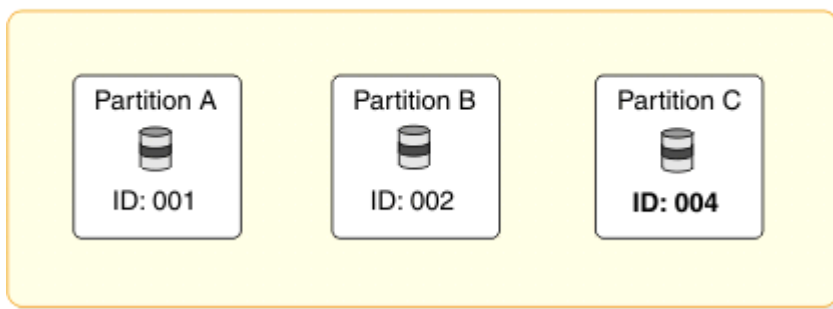 Partition A
ID: 001
Partition B
ID: 002
Partition C
ID: 004